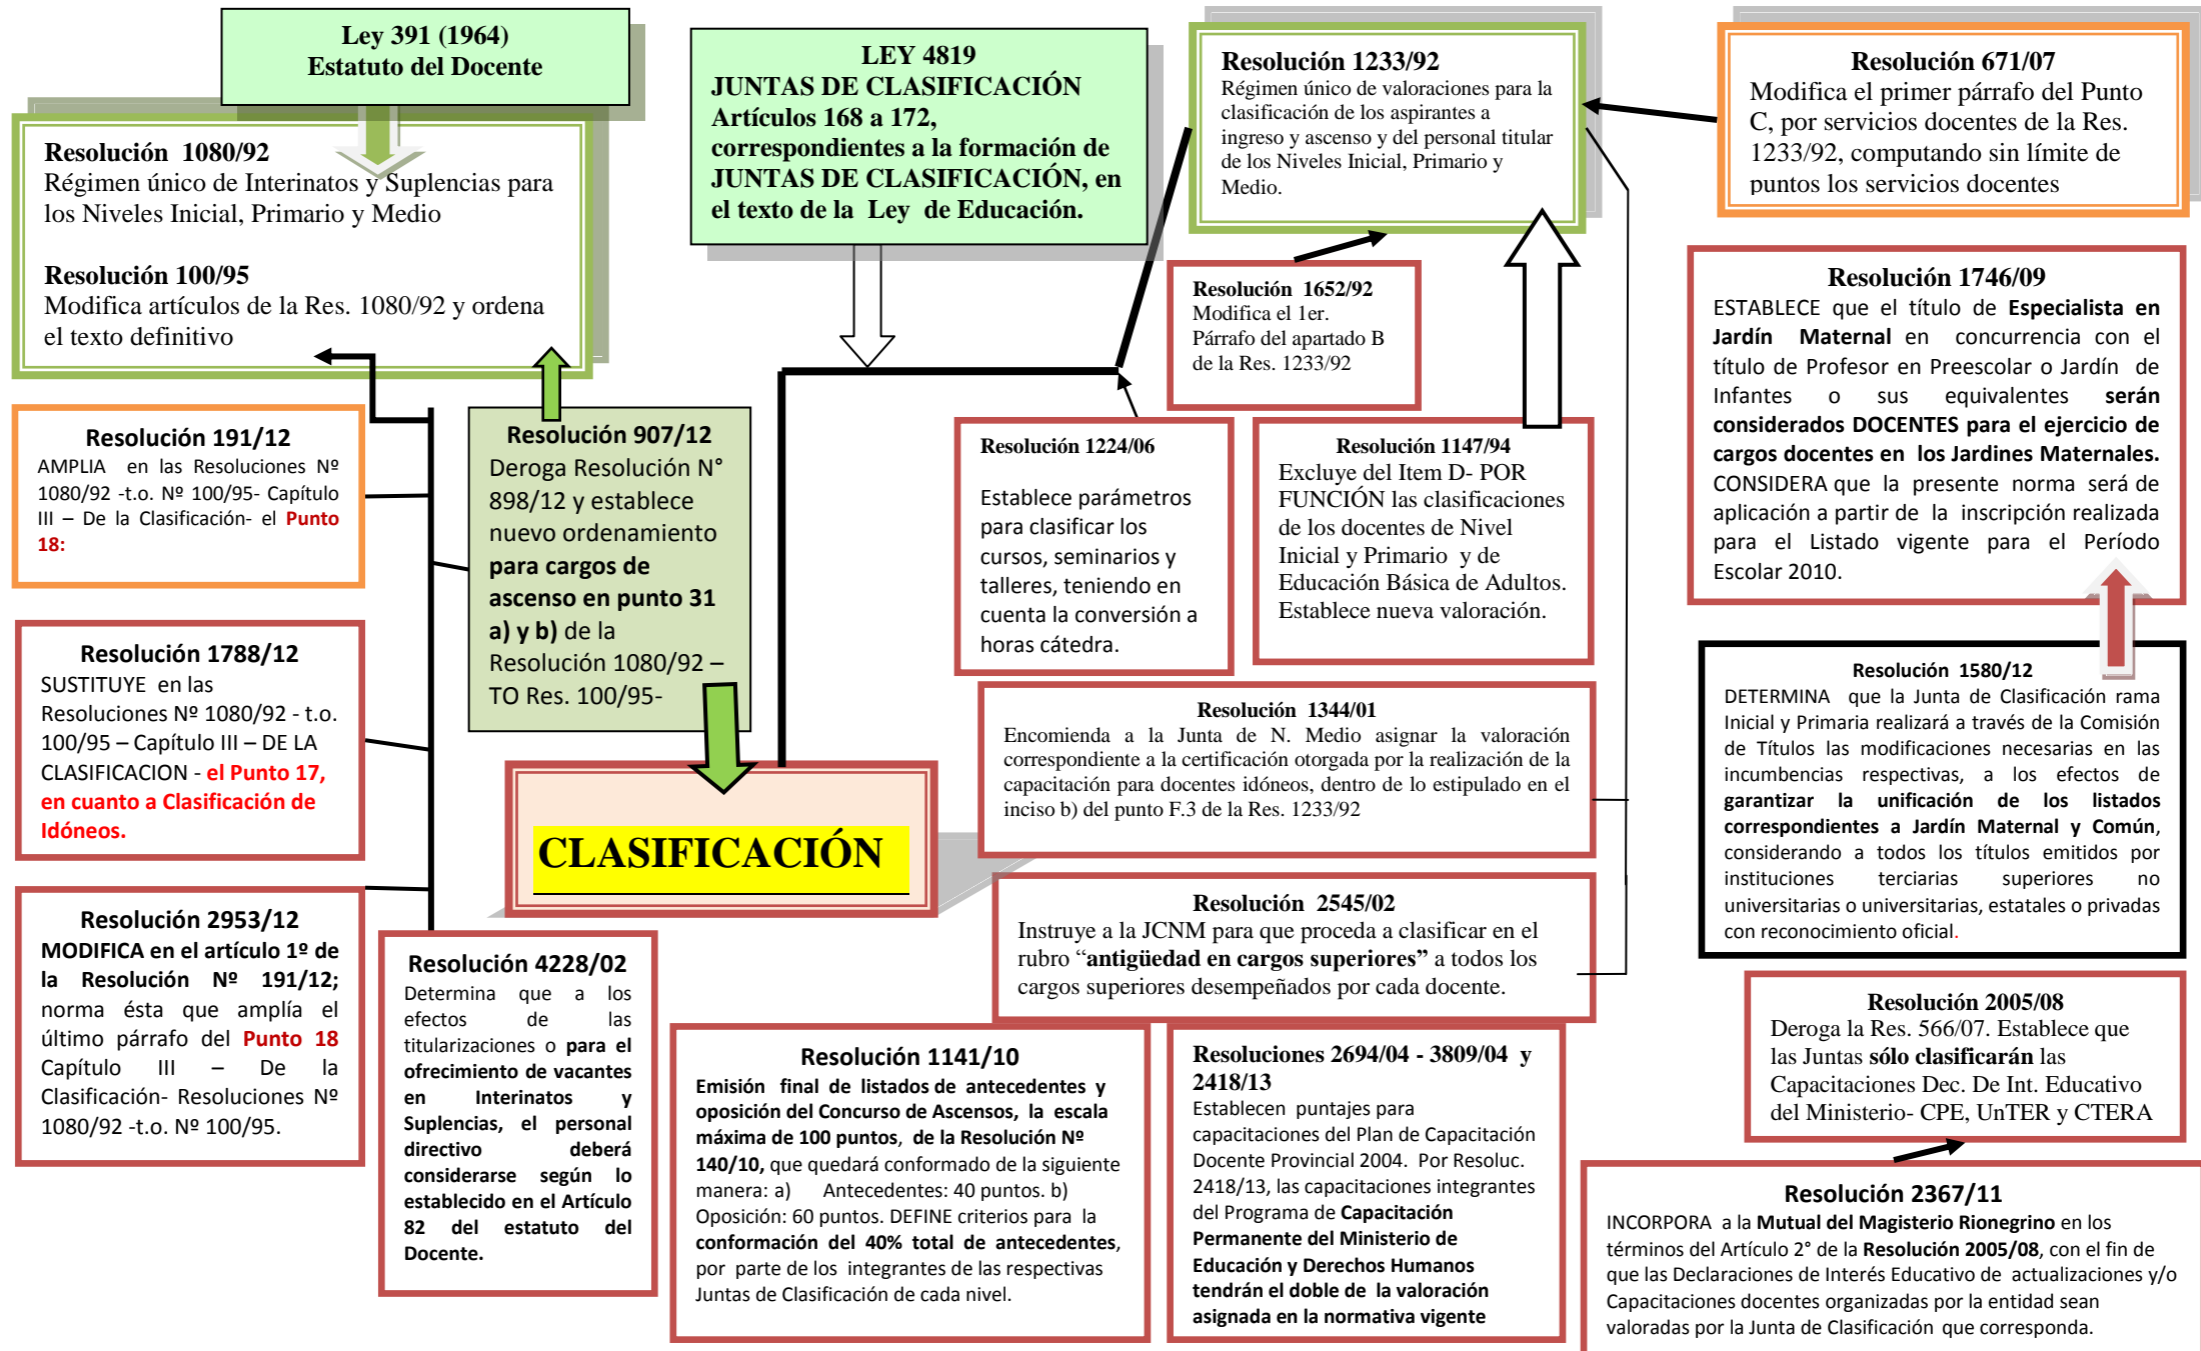 Ley 391 (1964)
Estatuto del Docente
Resolución 1080/92
Régimen único de Interinatos y Suplencias para
los Niveles Inicial, Primario y Medio
Resolución 100/95
Modifica artículos de la Res. 1080/92 y ordena
el texto definitivo
LEY 4819
JUNTAS DE CLASIFICACIÓN
Artículos 168 a 172,
correspondientes a la formación de
JUNTAS DE CLASIFICACIÓN, en
el texto de la Ley de Educación.
Resolución 1233/92
Régimen único de valoraciones para la
clasificación de los aspirantes a
ingreso y ascenso y del personal titular
de los Niveles Inicial, Primario y
Medio.
Resolución 671/07
Modifica el primer párrafo del Punto
C, por servicios docentes de la Res.
1233/92, computando sin límite de
puntos los servicios docentes
Resolución 1652/92
Modifica el 1er.
Párrafo del apartado B
de la Res. 1233/92
Resolución 1746/09
ESTABLECE que el título de Especialista en
Jardín Maternal en concurrencia con el
título de Profesor en Preescolar o Jardín de
Infantes o sus equivalentes serán
considerados DOCENTES para el ejercicio de
cargos docentes en los Jardines Maternales.
CONSIDERA que la presente norma será de
aplicación a partir de la inscripción realizada
para el Listado vigente para el Período
Escolar 2010.
Resolución 191/12
AMPLIA en las Resoluciones Nº
1080/92 -t.o. Nº 100/95- Capítulo
III – De la Clasificación- el Punto
18:
Resolución 907/12
Deroga Resolución N°
898/12 y establece
nuevo ordenamiento
para cargos de
ascenso en punto 31
a) y b) de la
Resolución 1080/92 –
TO Res. 100/95-
Resolución 1224/06
Establece parámetros
para clasificar los
cursos, seminarios y
talleres, teniendo en
cuenta la conversión a
horas cátedra.
Resolución 1147/94
Excluye del Item D- POR
FUNCIÓN las clasificaciones
de los docentes de Nivel
Inicial y Primario y de
Educación Básica de Adultos.
Establece nueva valoración.
Resolución 1788/12
SUSTITUYE en las
Resoluciones Nº 1080/92 - t.o.
100/95 – Capítulo III – DE LA
CLASIFICACION - el Punto 17,
en cuanto a Clasificación de
Idóneos.
Resolución 1344/01
Encomienda a la Junta de N. Medio asignar la valoración
correspondiente a la certificación otorgada por la realización de la
capacitación para docentes idóneos, dentro de lo estipulado en el
inciso b) del punto F.3 de la Res. 1233/92
Resolución 1580/12
DETERMINA que la Junta de Clasificación rama
Inicial y Primaria realizará a través de la Comisión
de Títulos las modificaciones necesarias en las
incumbencias respectivas, a los efectos de
garantizar la unificación de los listados
correspondientes a Jardín Maternal y Común,
considerando a todos los títulos emitidos por
instituciones terciarias superiores no
universitarias o universitarias, estatales o privadas
con reconocimiento oficial.
CLASIFICACIÓN
Resolución 2953/12
MODIFICA en el artículo 1º de
la Resolución Nº 191/12;
norma ésta que amplía el
último párrafo del Punto 18
Capítulo III – De la
Clasificación- Resoluciones Nº
1080/92 -t.o. Nº 100/95.
Resolución 4228/02
Determina que a los
efectos de las
titularizaciones o para el
ofrecimiento de vacantes
en Interinatos y
Suplencias, el personal
directivo deberá
considerarse según lo
establecido en el Artículo
82 del estatuto del
Docente.
Resolución 2545/02
Instruye a la JCNM para que proceda a clasificar en el
rubro “antigüedad en cargos superiores” a todos los
cargos superiores desempeñados por cada docente.
Resolución 1141/10
Emisión final de listados de antecedentes y
oposición del Concurso de Ascensos, la escala
máxima de 100 puntos, de la Resolución Nº
140/10, que quedará conformado de la siguiente
manera: a) Antecedentes: 40 puntos. b)
Oposición: 60 puntos. DEFINE criterios para la
conformación del 40% total de antecedentes,
por parte de los integrantes de las respectivas
Juntas de Clasificación de cada nivel.
Resoluciones 2694/04 - 3809/04 y
2418/13
Establecen puntajes para
capacitaciones del Plan de Capacitación
Docente Provincial 2004. Por Resoluc.
2418/13, las capacitaciones integrantes
del Programa de Capacitación
Permanente del Ministerio de
Educación y Derechos Humanos
tendrán el doble de la valoración
asignada en la normativa vigente
Resolución 2005/08
Deroga la Res. 566/07. Establece que
las Juntas sólo clasificarán las
Capacitaciones Dec. De Int. Educativo
del Ministerio- CPE, UnTER y CTERA
Resolución 2367/11
INCORPORA a la Mutual del Magisterio Rionegrino en los
términos del Artículo 2° de la Resolución 2005/08, con el fin de
que las Declaraciones de Interés Educativo de actualizaciones y/o
Capacitaciones docentes organizadas por la entidad sean
valoradas por la Junta de Clasificación que corresponda.